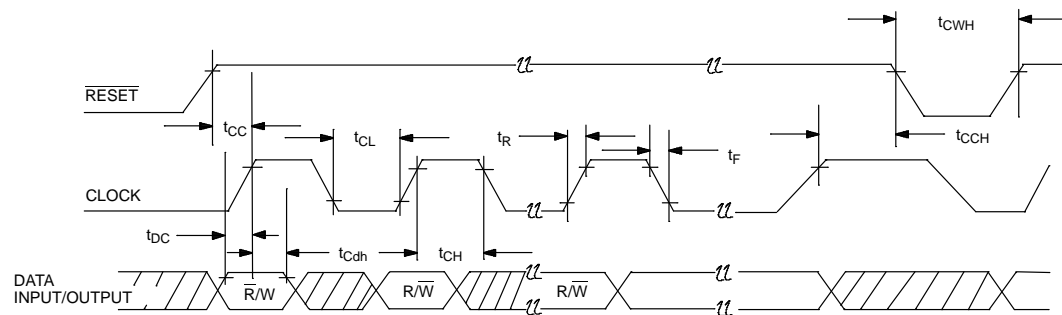 tCWH
RESET
tCC
tCL
tR
tF
tCCH
CLOCK
tDC
tCdh
tCH
DATA
INPUT/OUTPUT
R/W
R/W
R/W